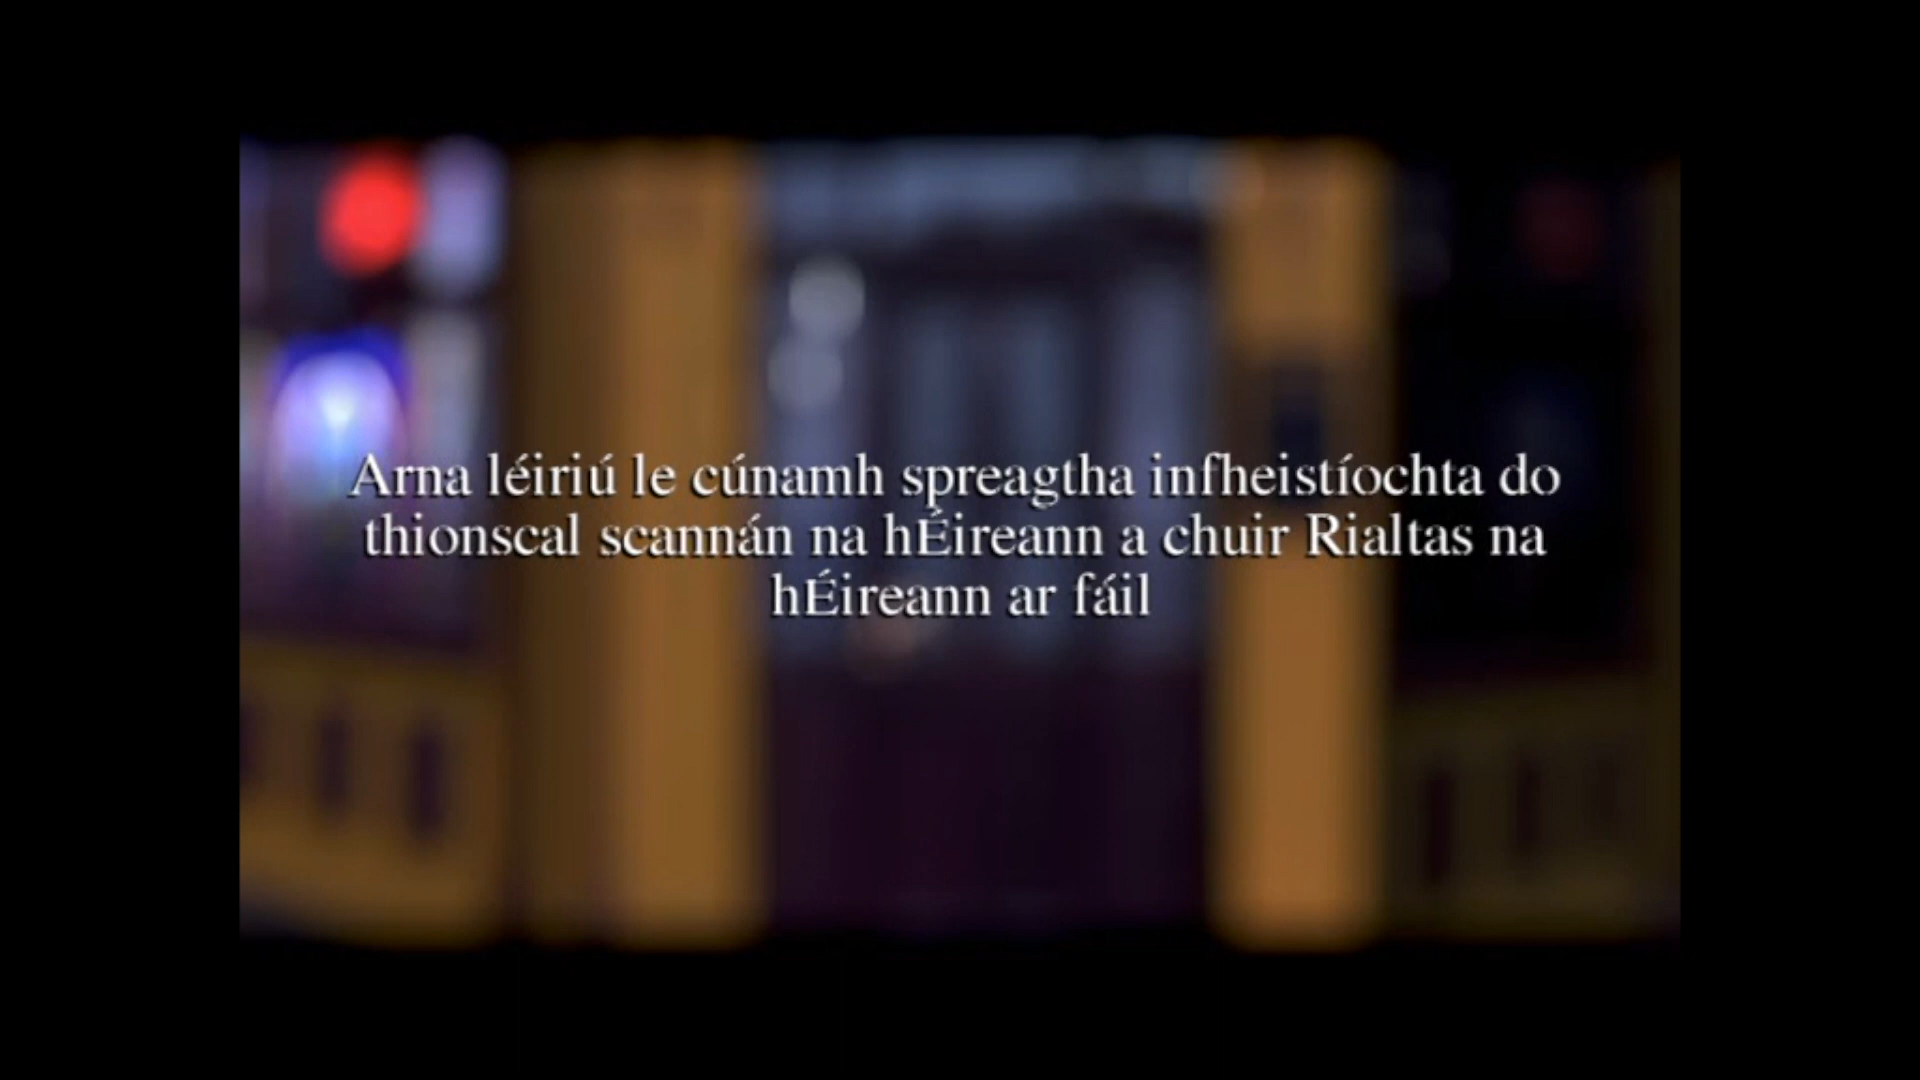 Arna léiriú le cúnamh spreagtha infheistíochta do
thionscal scannán na hÉireann a chuir Rialtas na
hÉireann ar fáil